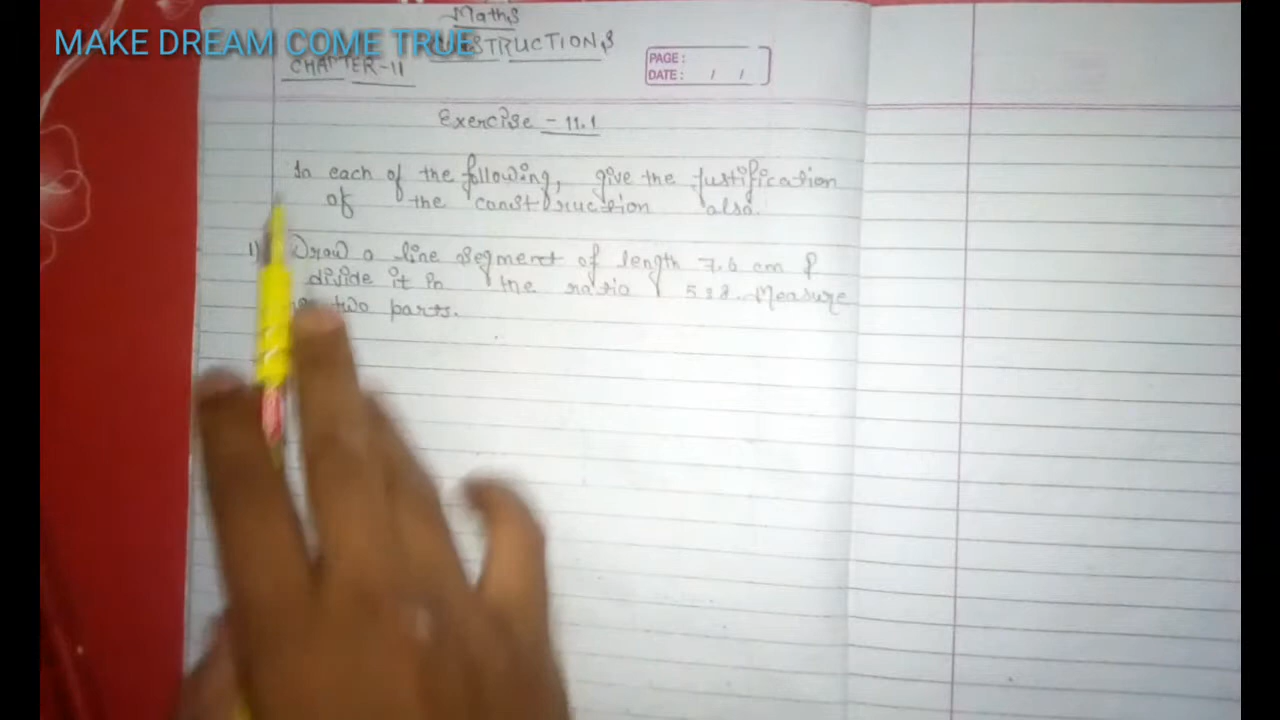 MAKE DREAM COME TRUE
Maths
CHAPTER-11
PAGE:
DATE: / /
Exercise - 11.1
In each of the following, give the justification
of the construction also.
1) Draw a line segment of length 7.6 cm &
divide it in the ratio 5:8. Measure
two parts.